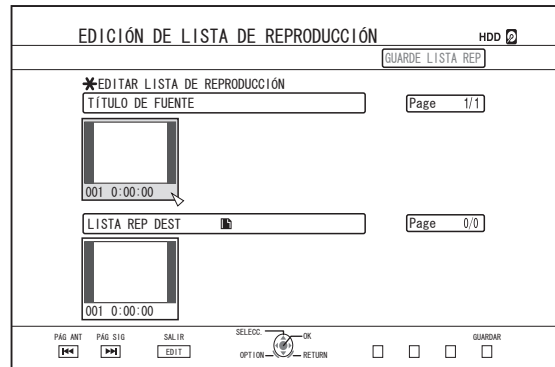 EDICIÓN DE LISTA DE REPRODUCCIÓN HDD
GUARDE LISTA REP
EDITAR LISTA DE REPRODUCCIÓN
TÍTULO DE FUENTE Page 1/1
001 0:00:00
LISTA REP DEST Page 0/0
001 0:00:00
PÁG ANT PÁG SIG SALIR SELECC. OK GUARDAR
EDIT OPTION RETURN